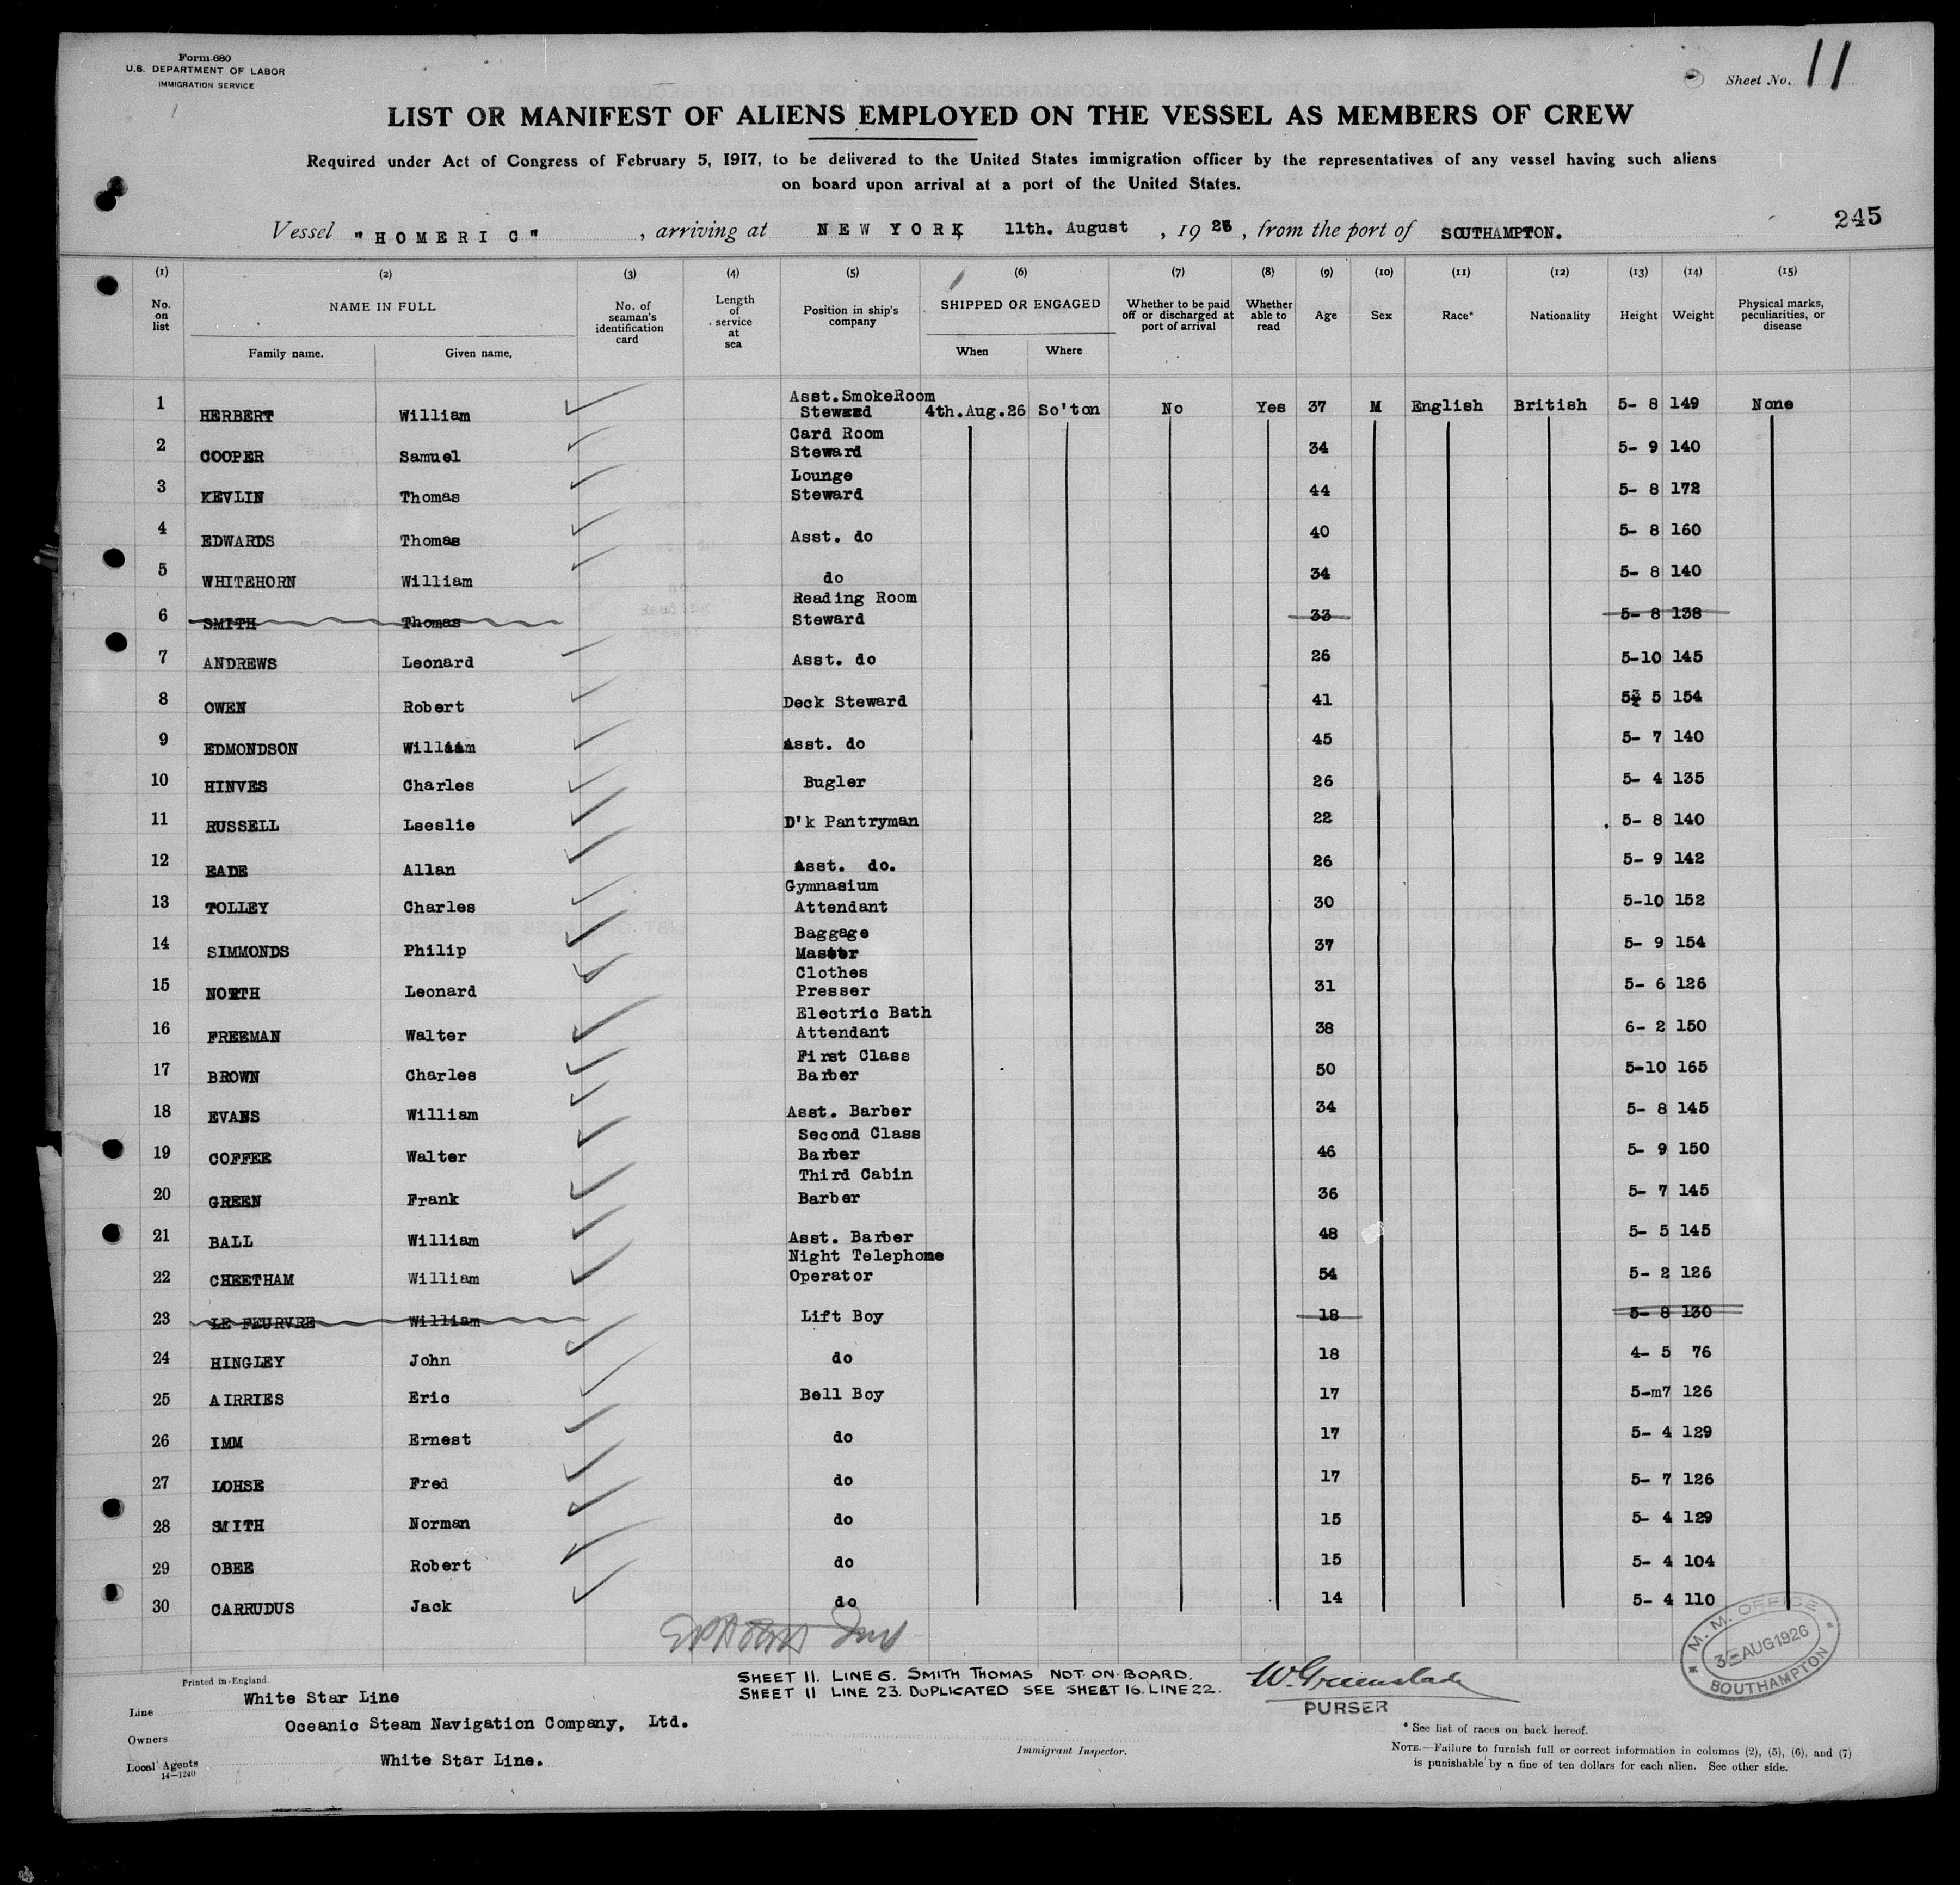 Form 680
U.S. DEPARTMENT OF LABOR
IMMIGRATION SERVICE
Sheet No. 11
LIST OR MANIFEST OF ALIENS EMPLOYED ON THE VESSEL AS MEMBERS OF CREW
Required under Act of Congress of February 5, 1917, to be delivered to the United States immigration officer by the representatives of any vessel having such aliens
on board upon arrival at a port of the United States.
245
Vessel "HOMERIC", arriving at NEW YORK, 11th. August, 1926, from the port of SOUTHAMPTON.
(1) (2) (3) (4) (5) (6) (7) (8) (9) (10) (11) (12) (13) (14) (15)
No. on list NAME IN FULL Family name. Given name. No. of seaman's identification card Length of service at sea Position in ship's company SHIPPED OR ENGAGED When Where Whether to be paid off or discharged at port of arrival Whether able to read Age Sex Race* Nationality Height Weight Physical marks, peculiarities, or disease
1 HERBERT William Asst.SmokeRoom Steward 4th.Aug.26 So'ton No Yes 37 M English British 5- 8 149 None
2 COOPER Samuel Card Room Steward 34 5- 9 140
3 KEVLIN Thomas Lounge Steward 44 5- 8 172
4 EDWARDS Thomas Asst. do 40 5- 8 160
5 WHITEHORN William do 34 5- 8 140
6 SMITH Thomas Reading Room Steward 33 5- 8 138
7 ANDREWS Leonard Asst. do 26 5-10 145
8 OWEN Robert Deck Steward 41 5- 5 154
9 EDMONDSON William Asst. do 45 5- 7 140
10 HINVES Charles Bugler 26 5- 4 135
11 RUSSELL Lseslie D'k Pantryman 22 5- 8 140
12 EADE Allan Asst. do. 26 5- 9 142
13 TOLLEY Charles Gymnasium Attendant 30 5-10 152
14 SIMMONDS Philip Baggage Master 37 5- 9 154
15 NORTH Leonard Clothes Presser 31 5- 6 126
16 FREEMAN Walter Electric Bath Attendant 38 6- 2 150
17 BROWN Charles First Class Barber 50 5-10 165
18 EVANS William Asst. Barber 34 5- 8 145
19 COFFEE Walter Second Class Barber 46 5- 9 150
20 GREEN Frank Third Cabin Barber 36 5- 7 145
21 BALL William Asst. Barber 48 5- 5 145
22 CHEETHAM William Night Telephone Operator 54 5- 2 126
23 LE FEURVRE William Lift Boy 18 5- 8 130
24 HINGLEY John do 18 4- 5 76
25 AIRRIES Eric Bell Boy 17 5-m7 126
26 IMM Ernest do 17 5- 4 129
27 LOHSE Fred do 17 5- 7 126
28 SMITH Norman do 15 5- 4 129
29 OBEE Robert do 15 5- 4 104
30 CARRUDUS Jack do 14 5- 4 110
M. M. OFFICE
3 AUG 1926
SOUTHAMPTON
SHEET 11. LINE 6. SMITH THOMAS NOT ON BOARD.
SHEET 11 LINE 23. DUPLICATED SEE SHEET 16. LINE 22.
W Greenslade
PURSER
Printed in England.
Line White Star Line
Owners Oceanic Steam Navigation Company, Ltd.
Local Agents White Star Line.
14-1240
Immigrant Inspector.
* See list of races on back hereof.
NOTE.—Failure to furnish full or correct information in columns (2), (5), (6), and (7)
is punishable by a fine of ten dollars for each alien. See other side.